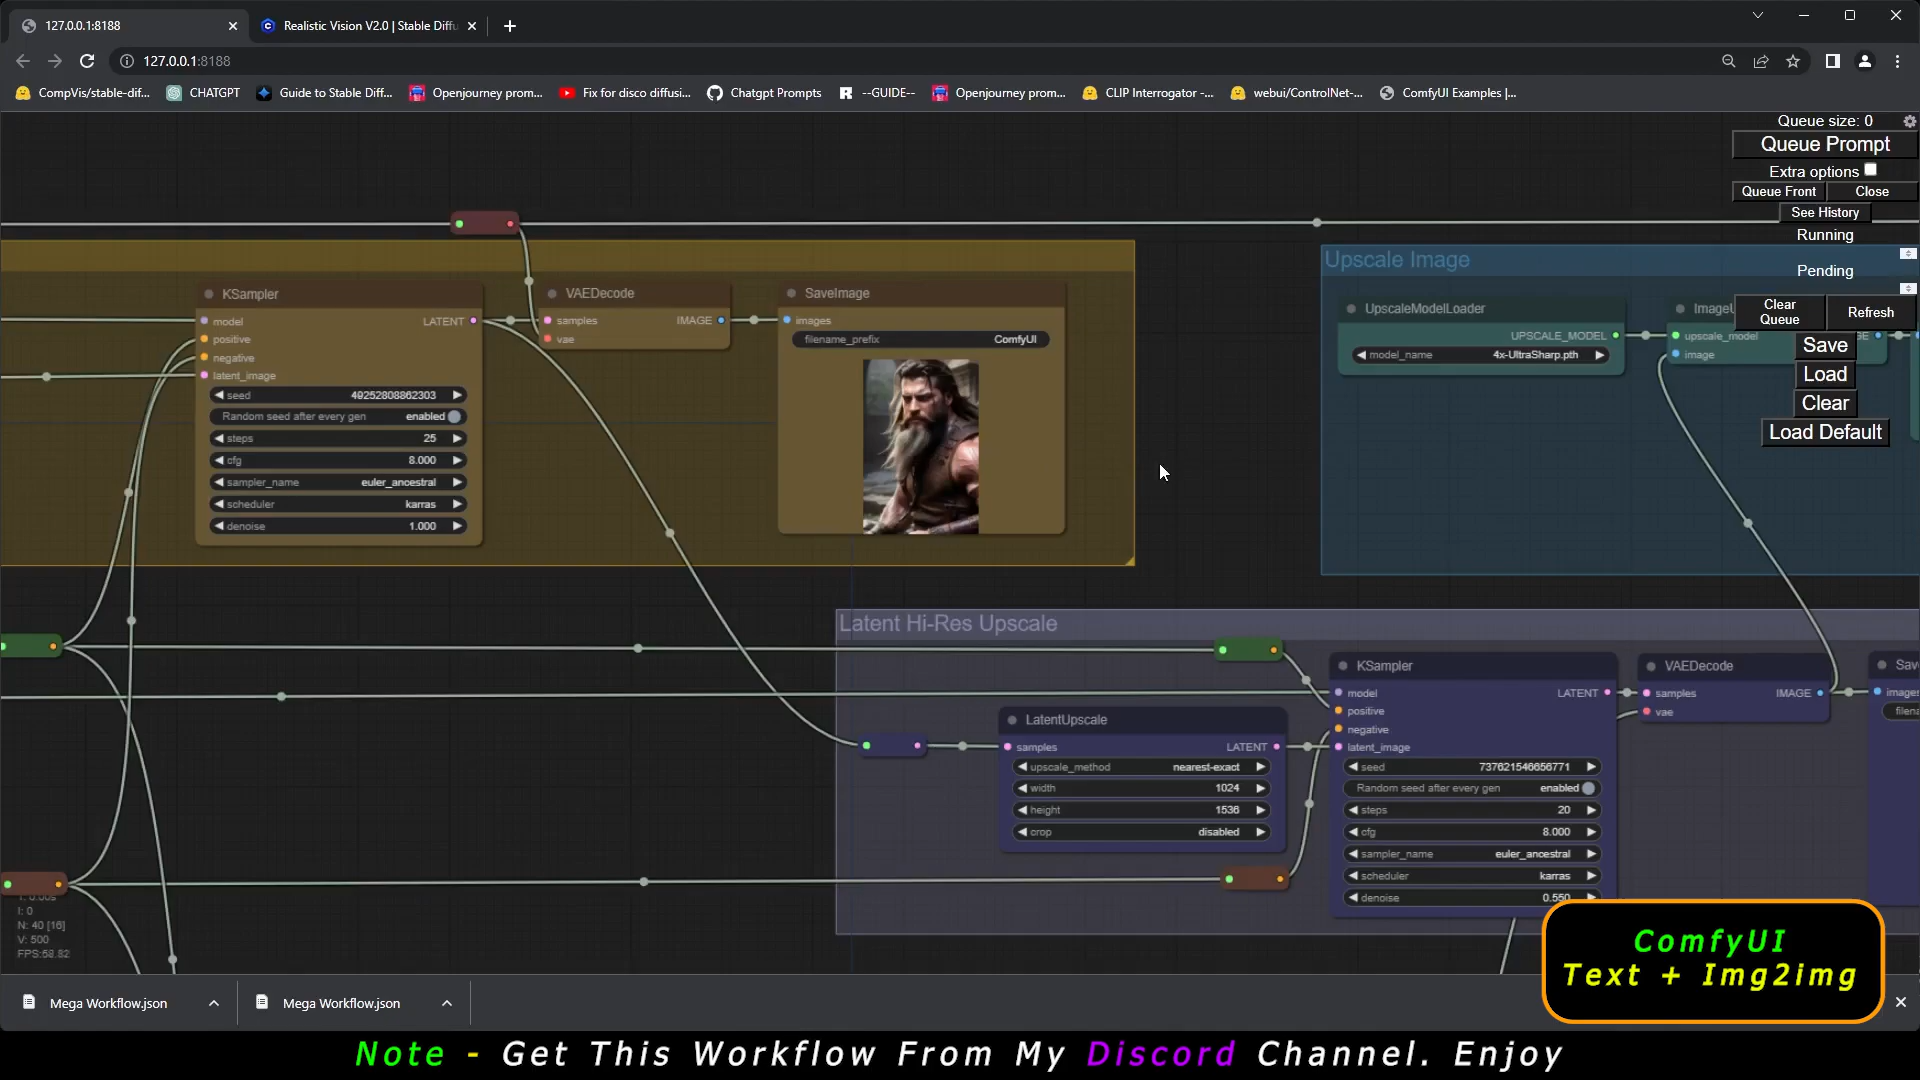 127.0.0.1:8188
Realistic Vision V2.0 | Stable Diffu
127.0.0.1:8188
CompVis/stable-dif...
CHATGPT
Guide to Stable Diff...
Openjourney prom...
Fix for disco diffusi...
Chatgpt Prompts
--GUIDE--
Openjourney prom...
CLIP Interrogator -...
webui/ControlNet-...
ComfyUI Examples |...
Queue size: 0
Queue Prompt
Extra options
Queue Front
Close
See History
Running
Pending
Clear Queue
Refresh
Save
Load
Clear
Load Default
KSampler
model
LATENT
positive
negative
latent_image
seed
49252808862303
Random seed after every gen
enabled
steps
25
cfg
8.000
sampler_name
euler_ancestral
scheduler
karras
denoise
1.000
VAEDecode
samples
IMAGE
vae
SaveImage
images
filename_prefix
ComfyUI
Upscale Image
UpscaleModelLoader
UPSCALE_MODEL
model_name
4x-UltraSharp.pth
ImageU
upscale_model
GE
image
Latent Hi-Res Upscale
LatentUpscale
samples
LATENT
upscale_method
nearest-exact
width
1024
height
1536
crop
disabled
KSampler
model
LATENT
positive
negative
latent_image
seed
737621546656771
Random seed after every gen
enabled
steps
20
cfg
8.000
sampler_name
euler_ancestral
scheduler
karras
denoise
0.550
VAEDecode
samples
IMAGE
vae
Sav
images
filena
T: 0.00s
I: 0
N: 40 [16]
V: 500
FPS:58.82
Mega Workflow.json
Mega Workflow.json
ComfyUI
Text + Img2img
Note - Get This Workflow From My Discord Channel. Enjoy